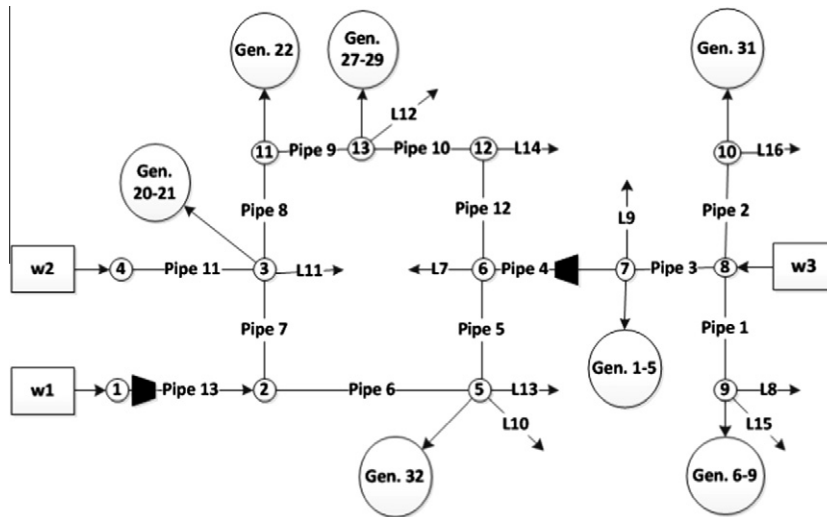 Gen. 22
Gen.
27-29
Gen. 31
L12
11
Pipe 9
13
Pipe 10
12
L14
10
L16
Gen.
20-21
Pipe 8
Pipe 12
L9
Pipe 2
w2
4
Pipe 11
3
L11
L7
6
Pipe 4
7
Pipe 3
8
w3
Pipe 7
Pipe 5
Pipe 1
Gen. 1-5
w1
1
Pipe 13
2
Pipe 6
5
L13
9
L8
L10
L15
Gen. 32
Gen. 6-9